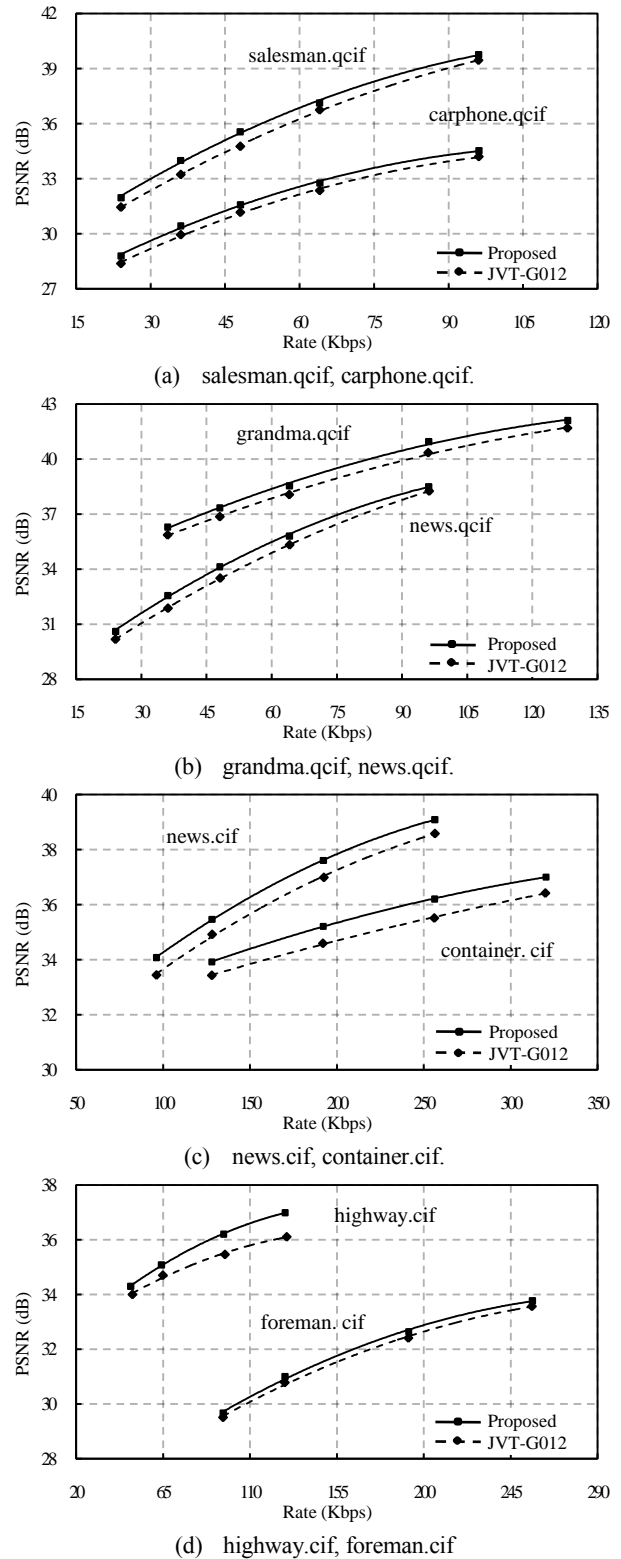 42
39
36
33
30
27
PSNR (dB)
salesman.qcif
carphone.qcif
Proposed
JVT-G012
15 30 45 60 75 90 105 120
Rate (Kbps)
(a) salesman.qcif, carphone.qcif.
43
40
37
34
31
28
PSNR (dB)
grandma.qcif
news.qcif
Proposed
JVT-G012
15 30 45 60 75 90 105 120 135
Rate (Kbps)
(b) grandma.qcif, news.qcif.
40
38
36
34
32
30
PSNR (dB)
news.cif
container. cif
Proposed
JVT-G012
50 100 150 200 250 300 350
Rate (Kbps)
(c) news.cif, container.cif.
38
36
34
32
30
28
PSNR (dB)
highway.cif
foreman. cif
Proposed
JVT-G012
20 65 110 155 200 245 290
Rate (Kbps)
(d) highway.cif, foreman.cif